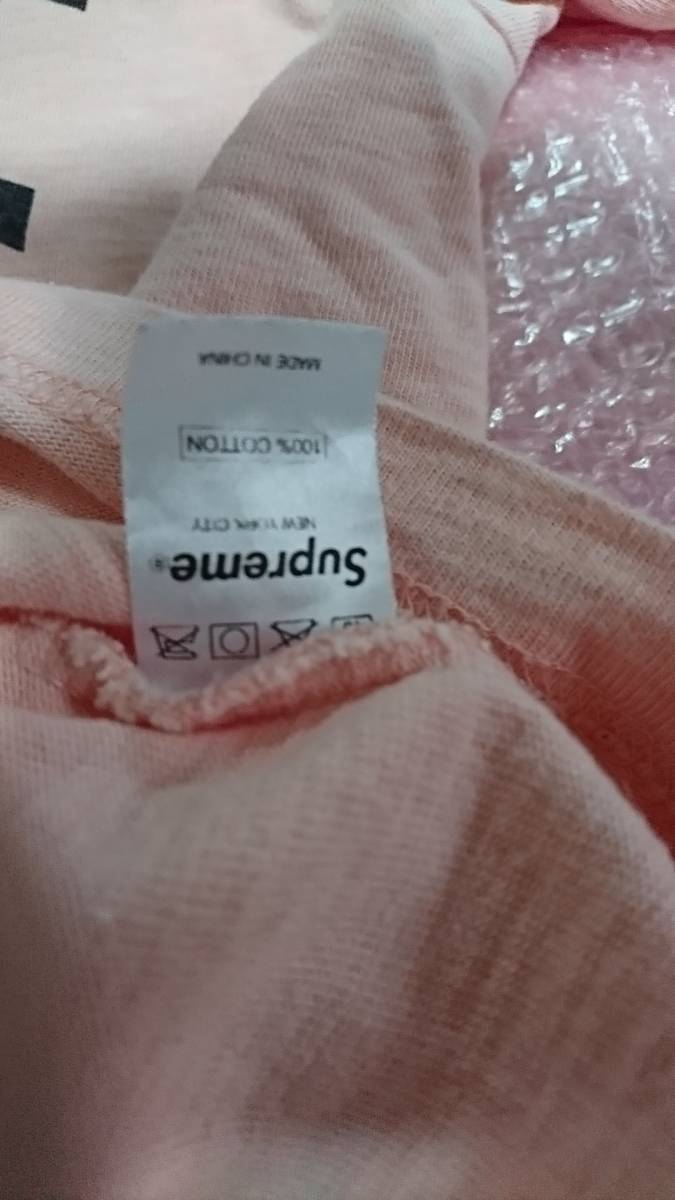 Supreme®
NEW YORK CITY
100% COTTON
MADE IN CHINA